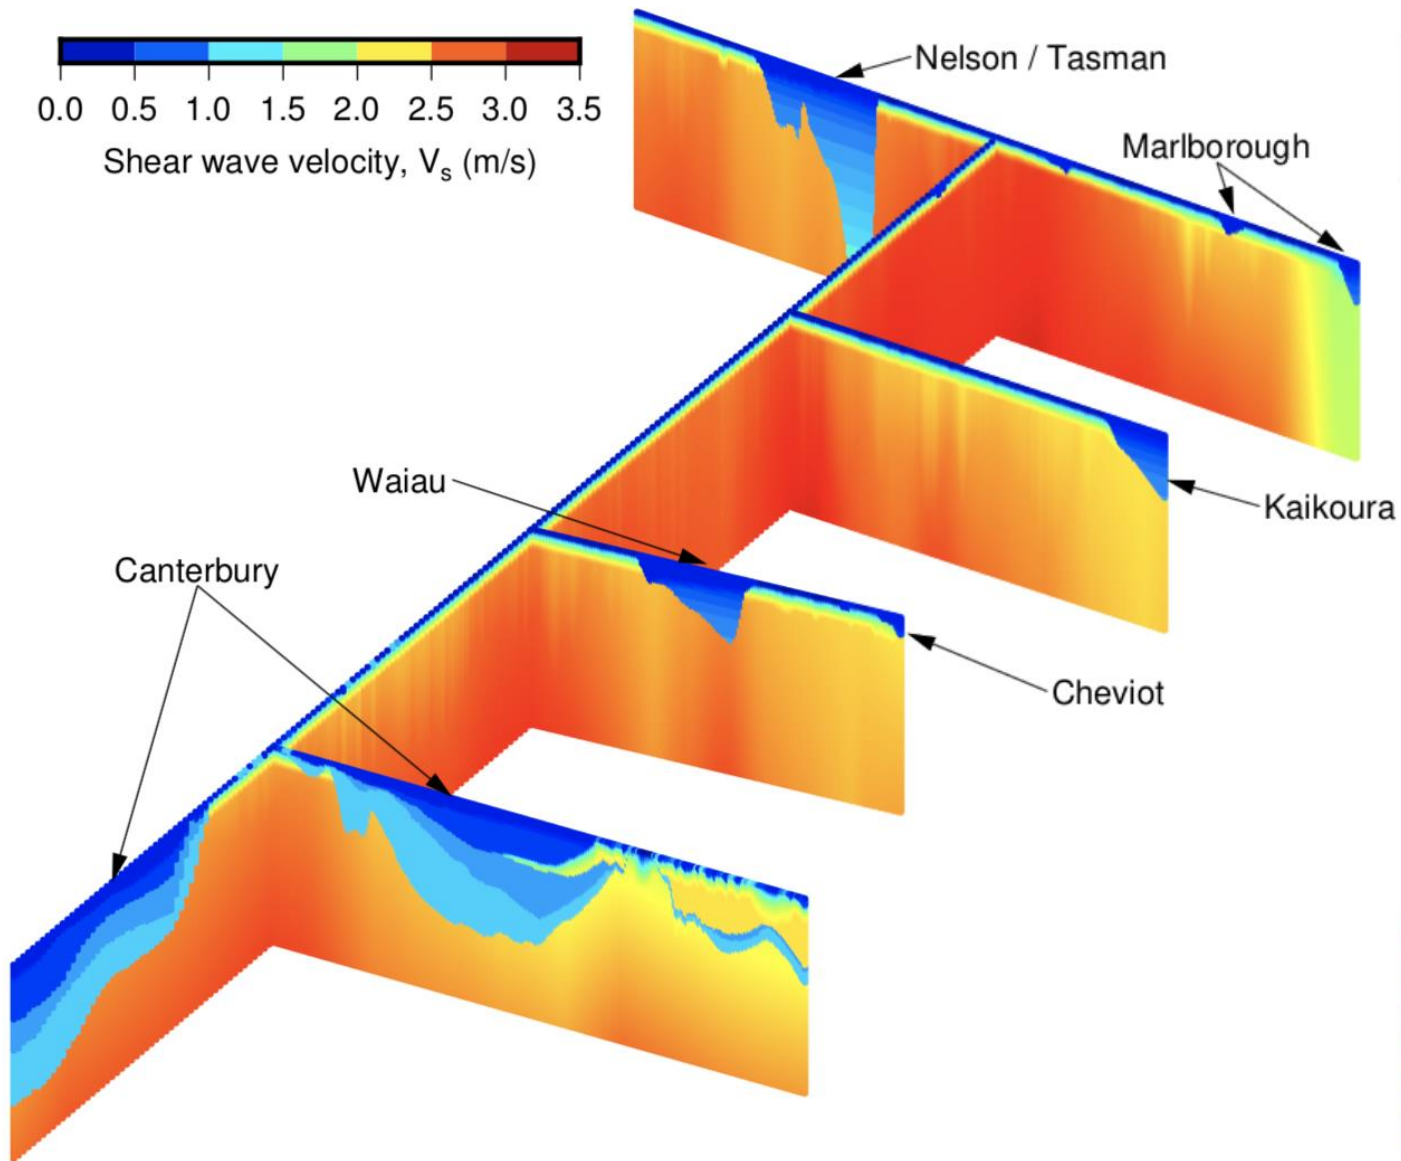 0.0 0.5 1.0 1.5 2.0 2.5 3.0 3.5
Shear wave velocity, Vs (m/s)
Nelson / Tasman
Marlborough
Waiau
Kaikoura
Canterbury
Cheviot